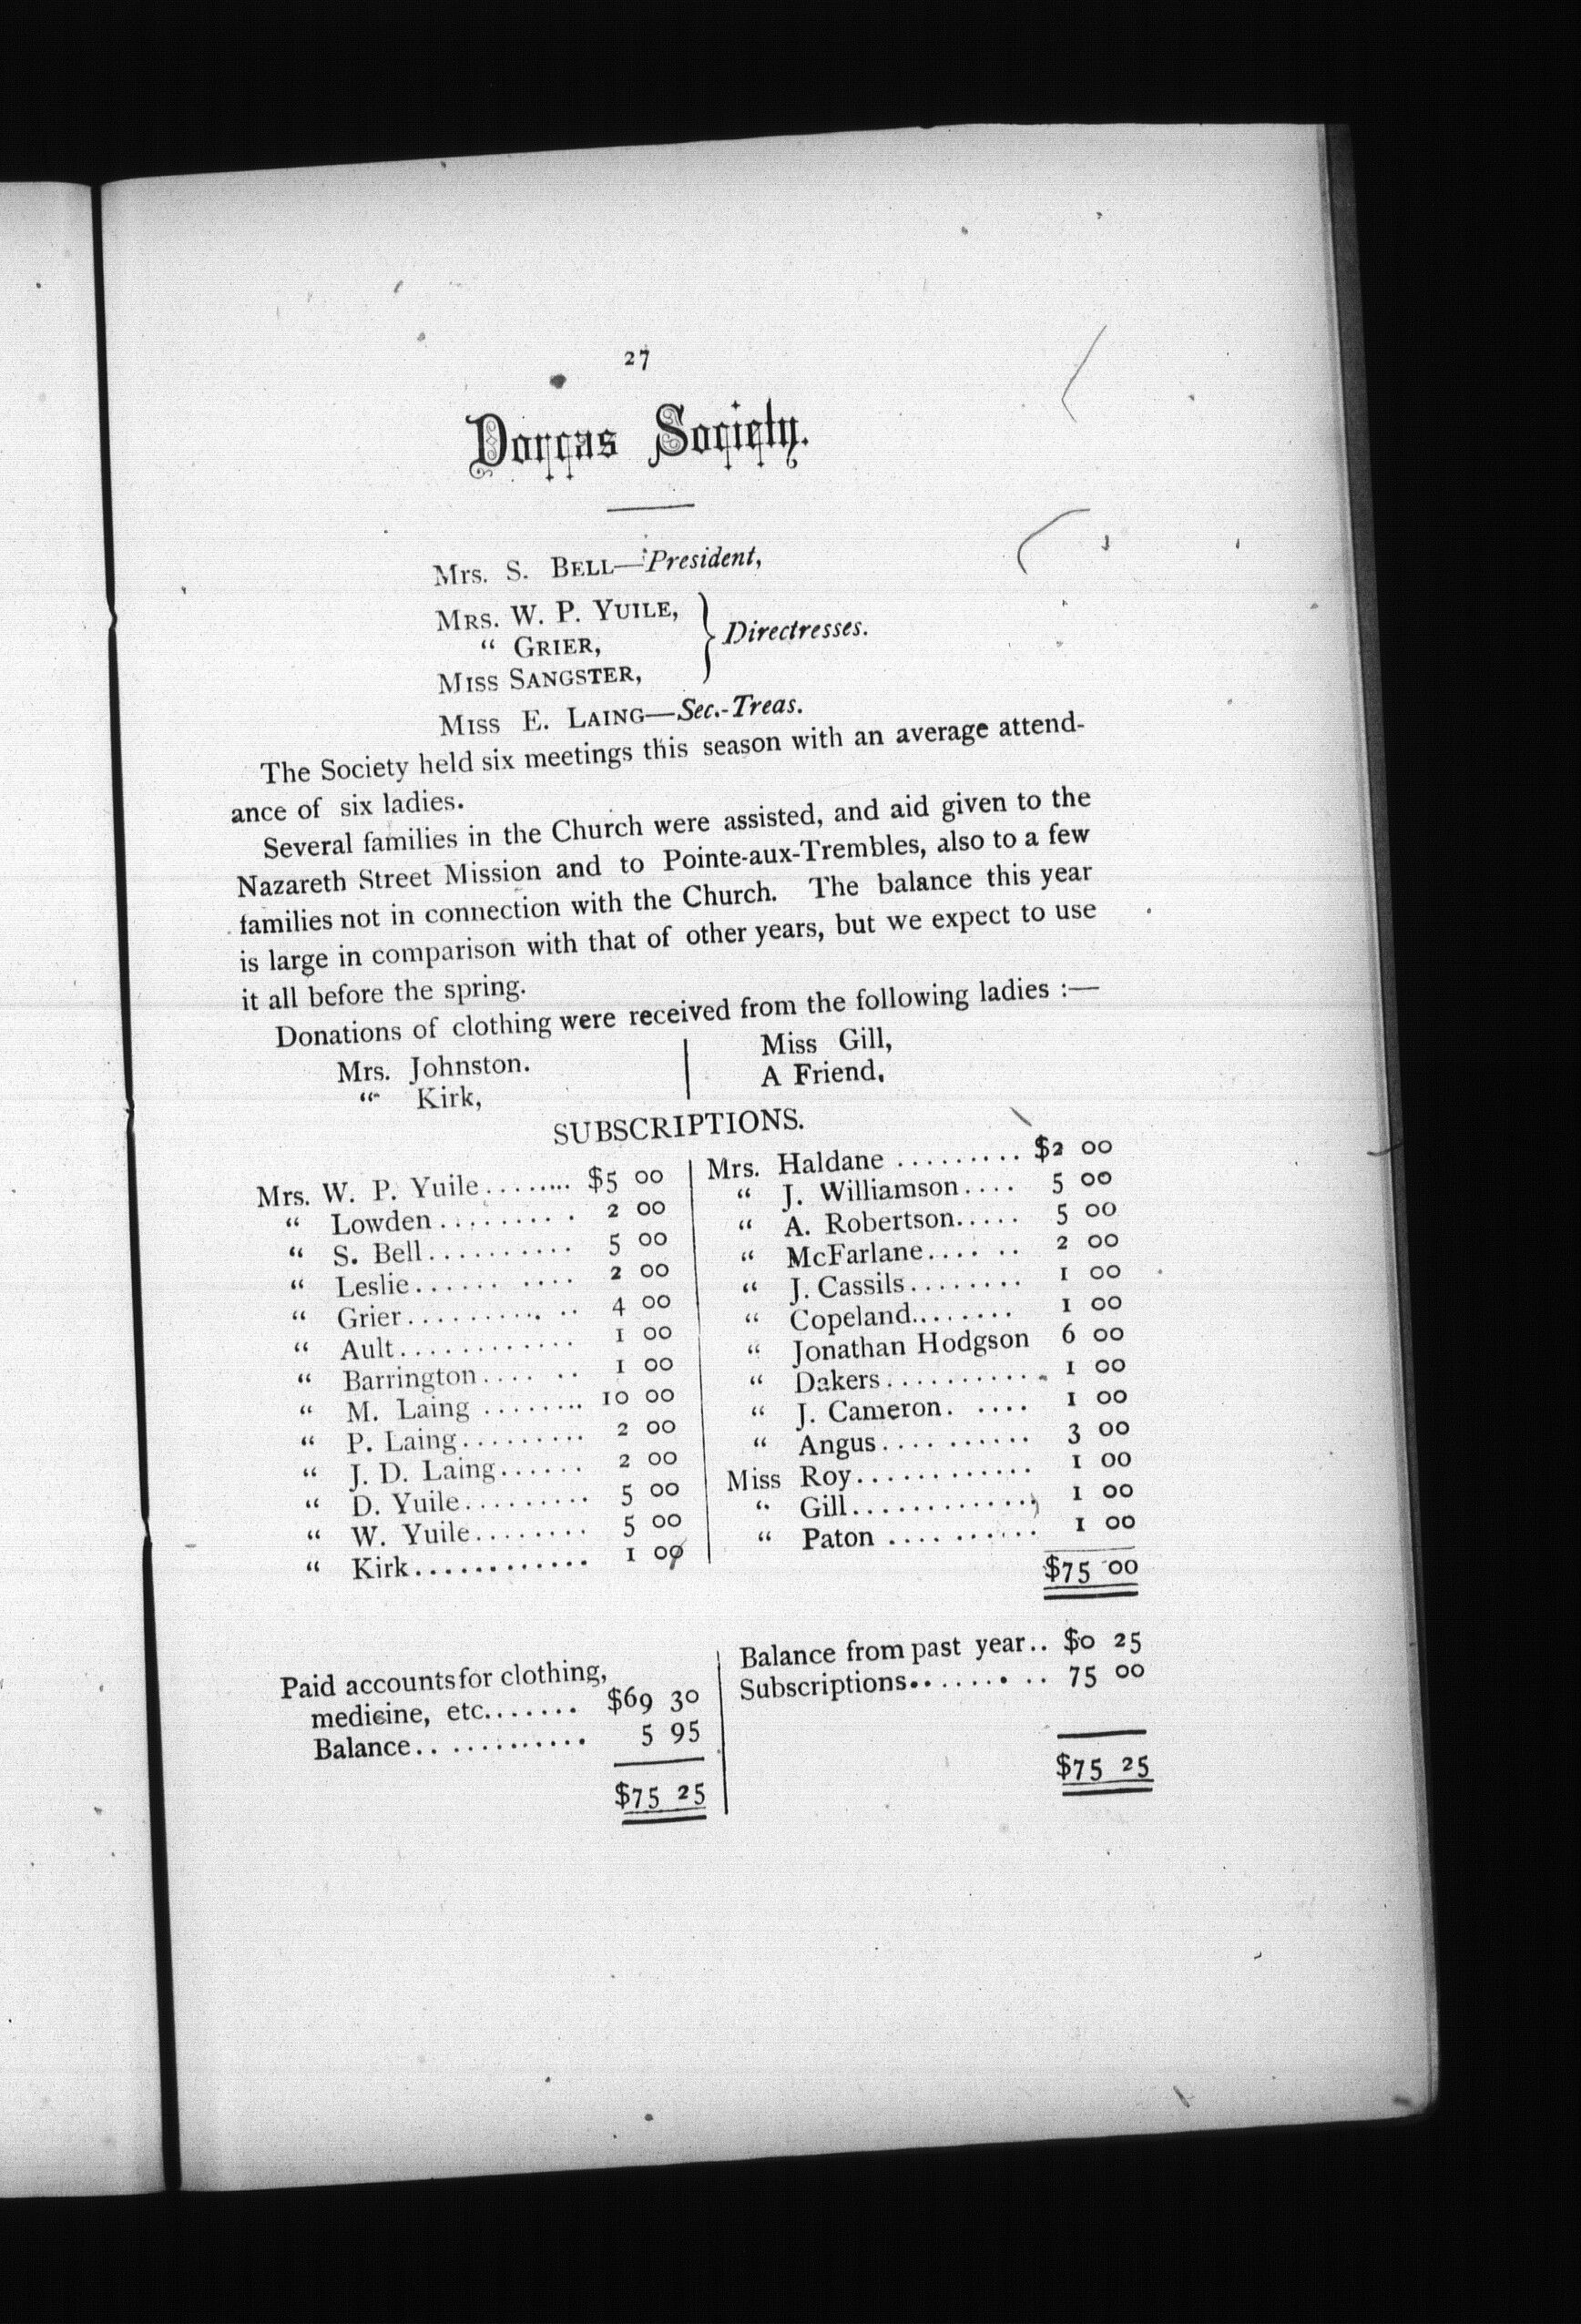 27
Dorcas Society.
Mrs. S. BELL—President,
MRS. W. P. YUILE,
“ GRIER,
MISS SANGSTER,
Directresses.
MISS E. LAING—Sec.-Treas.
The Society held six meetings this season with an average attend-
ance of six ladies.
Several families in the Church were assisted, and aid given to the
Nazareth Street Mission and to Pointe-aux-Trembles, also to a few
families not in connection with the Church. The balance this year
is large in comparison with that of other years, but we expect to use
it all before the spring.
Donations of clothing were received from the following ladies :—
Mrs. Johnston.
“ Kirk,
Miss Gill,
A Friend,
SUBSCRIPTIONS.
Mrs. W. P. Yuile........ $5 00
“ Lowden......... 2 00
“ S. Bell.......... 5 00
“ Leslie.......... 2 00
“ Grier........... 4 00
“ Ault............ 1 00
“ Barrington...... 1 00
“ M. Laing ........ 10 00
“ P. Laing......... 2 00
“ J. D. Laing...... 2 00
“ D. Yuile......... 5 00
“ W. Yuile........ 5 00
“ Kirk............ 1 00
Mrs. Haldane ......... $2 00
“ J. Williamson.... 5 00
“ A. Robertson..... 5 00
“ McFarlane...... 2 00
“ J. Cassils........ 1 00
“ Copeland........ 1 00
“ Jonathan Hodgson 6 00
“ Dakers........... 1 00
“ J. Cameron. .... 1 00
“ Angus.......... 3 00
Miss Roy............ 1 00
“ Gill............. 1 00
“ Paton .......... 1 00
$75 00
Paid accounts for clothing,
medicine, etc....... $69 30
Balance............. 5 95
$75 25
Balance from past year.. $0 25
Subscriptions......... 75 00
$75 25